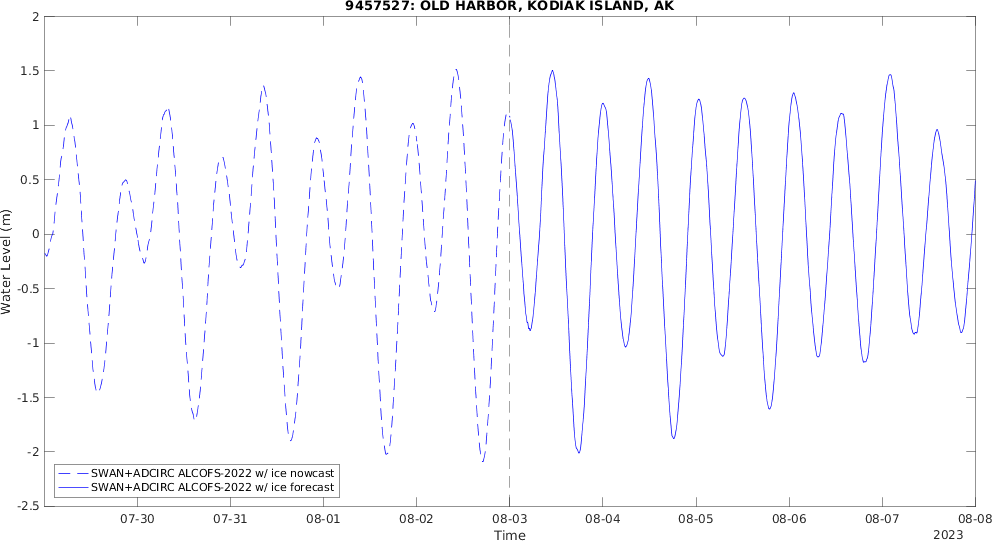 9457527: OLD HARBOR, KODIAK ISLAND, AK
2
1.5
1
0.5
0
-0.5
-1
-1.5
-2
-2.5
Water Level (m)
SWAN+ADCIRC ALCOFS-2022 w/ ice nowcast
SWAN+ADCIRC ALCOFS-2022 w/ ice forecast
07-30 07-31 08-01 08-02 08-03 08-04 08-05 08-06 08-07 08-08
Time
2023